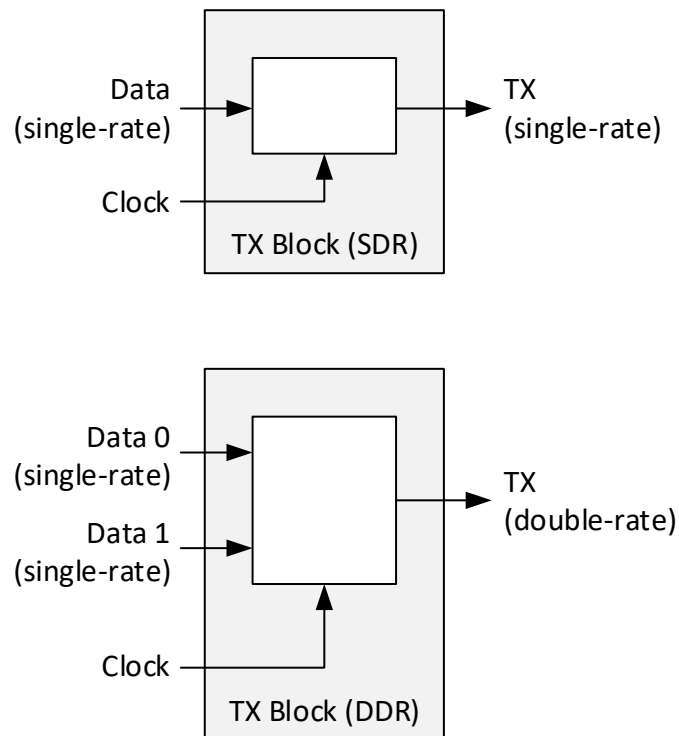 Data
(single-rate)
TX
(single-rate)
Clock
TX Block (SDR)
Data 0
(single-rate)
Data 1
(single-rate)
TX
(double-rate)
Clock
TX Block (DDR)